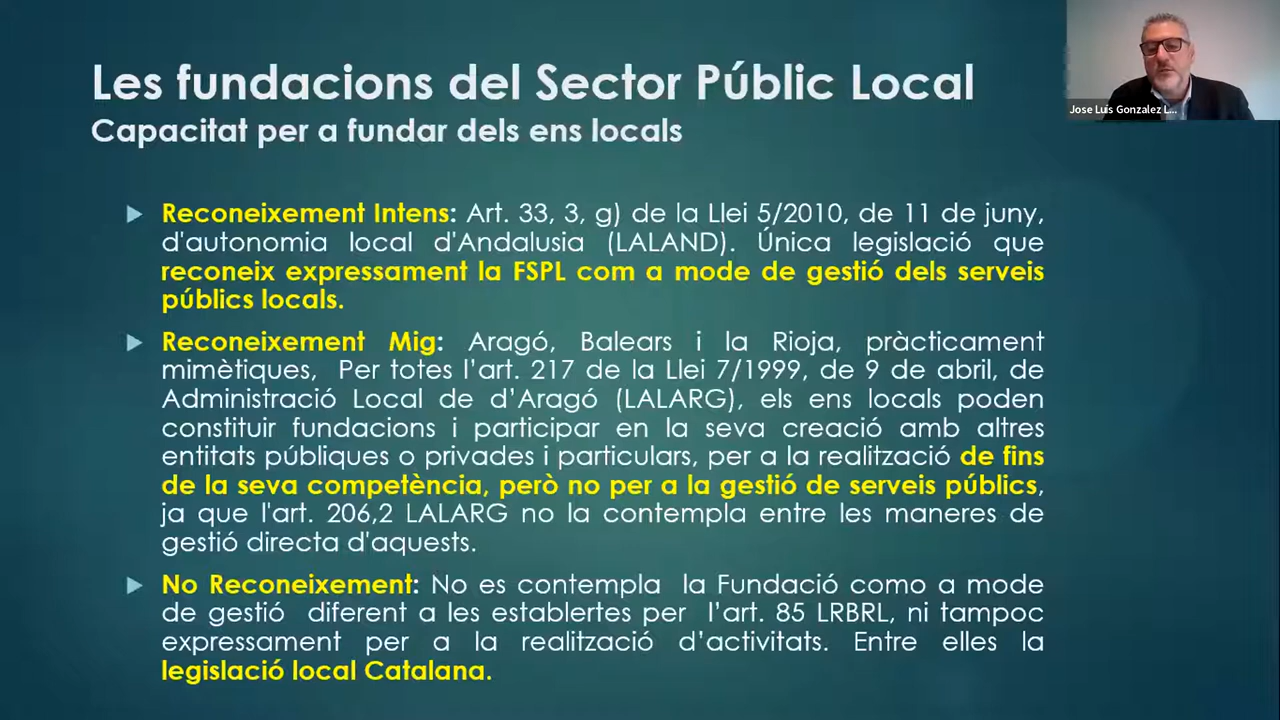 Les fundacions del Sector Públic Local
Capacitat per a fundar dels ens locals
Jose Luis Gonzalez L...
Reconeixement Intens: Art. 33, 3, g) de la Llei 5/2010, de 11 de juny,
d'autonomia local d'Andalusia (LALAND). Única legislació que
reconeix expressament la FSPL com a mode de gestió dels serveis
públics locals.
Reconeixement Mig: Aragó, Balears i la Rioja, pràcticament
mimètiques, Per totes l’art. 217 de la Llei 7/1999, de 9 de abril, de
Administració Local de d’Aragó (LALARG), els ens locals poden
constituir fundacions i participar en la seva creació amb altres
entitats públiques o privades i particulars, per a la realització de fins
de la seva competència, però no per a la gestió de serveis públics,
ja que l'art. 206,2 LALARG no la contempla entre les maneres de
gestió directa d'aquests.
No Reconeixement: No es contempla la Fundació como a mode
de gestió diferent a les establertes per l’art. 85 LRBRL, ni tampoc
expressament per a la realització d’activitats. Entre elles la
legislació local Catalana.